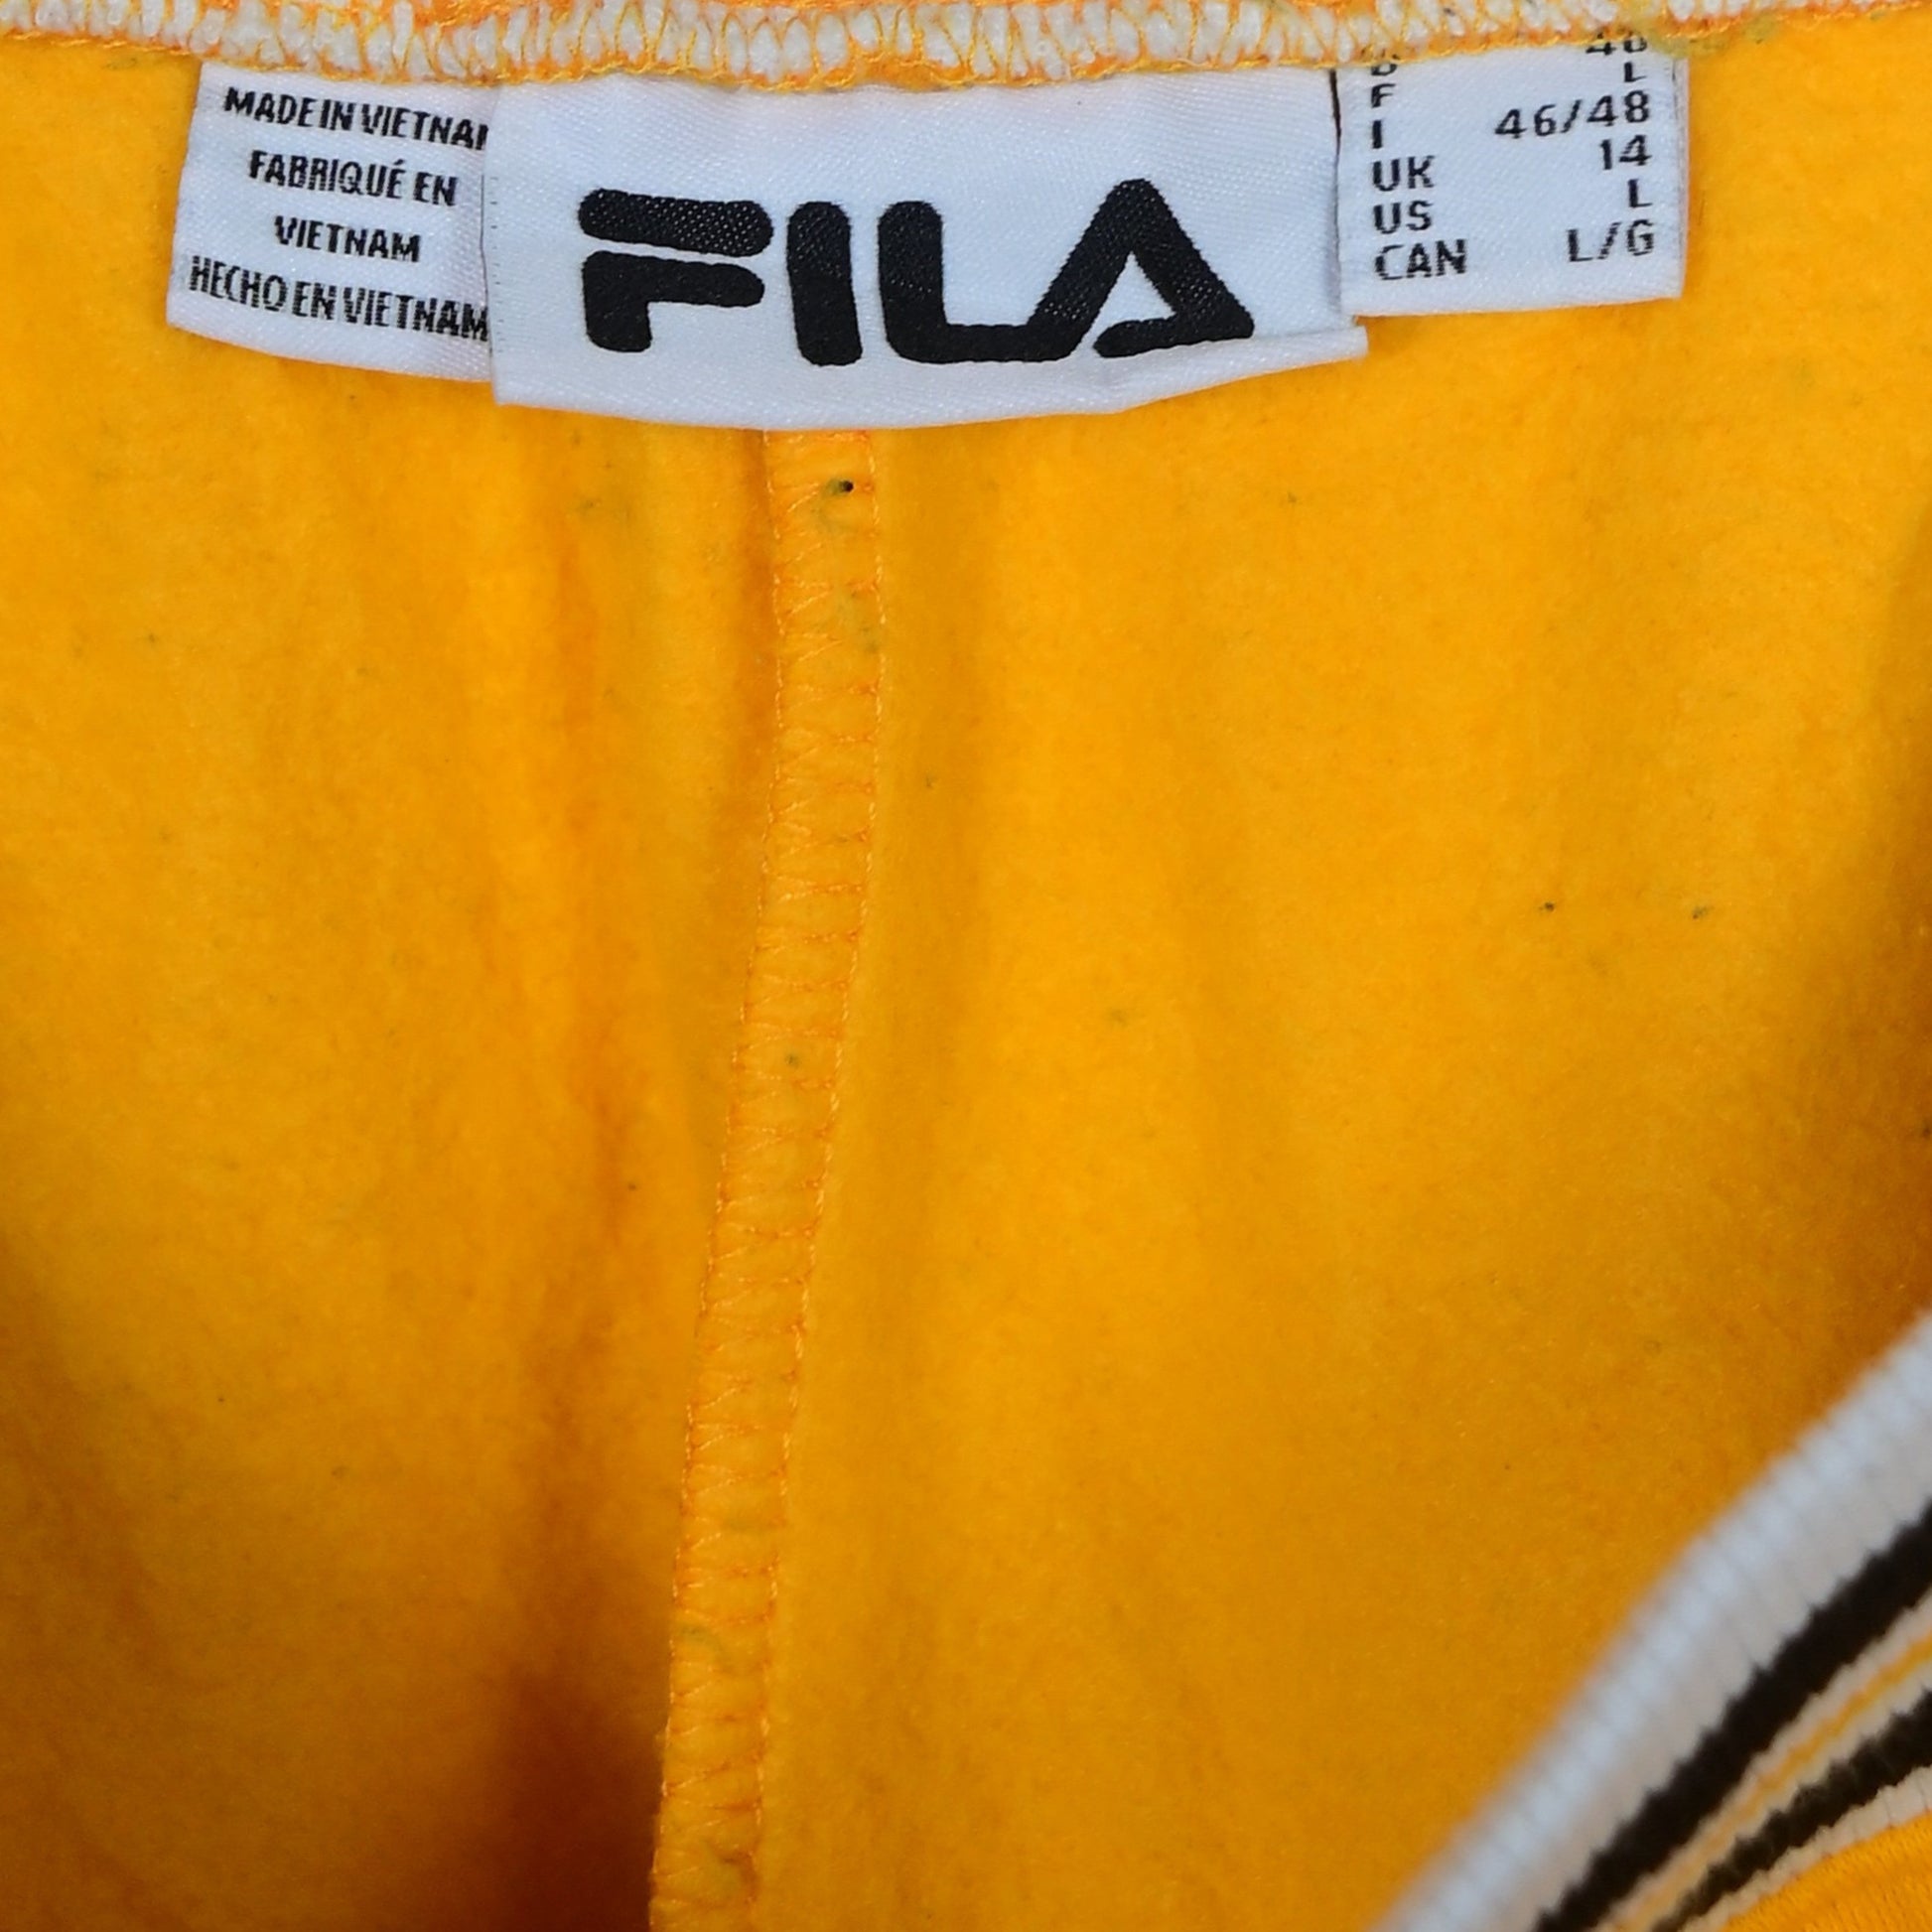 MADE IN VIETNAM
FABRIQUÉ EN
VIETNAM
HECHO EN VIETNAM
FILA
L
F L
I 46/48
UK 14
US L
CAN L/G